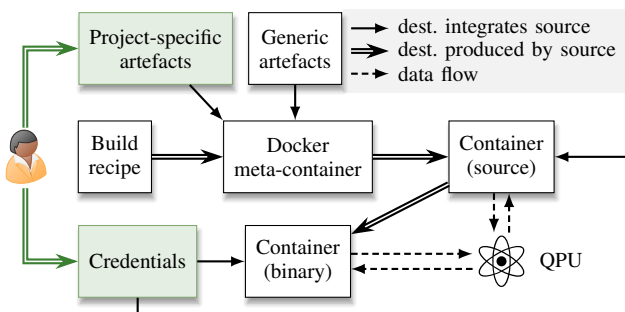 Project-specific
artefacts
Generic
artefacts
dest. integrates source
dest. produced by source
data flow
Build
recipe
Docker
meta-container
Container
(source)
Credentials
Container
(binary)
QPU